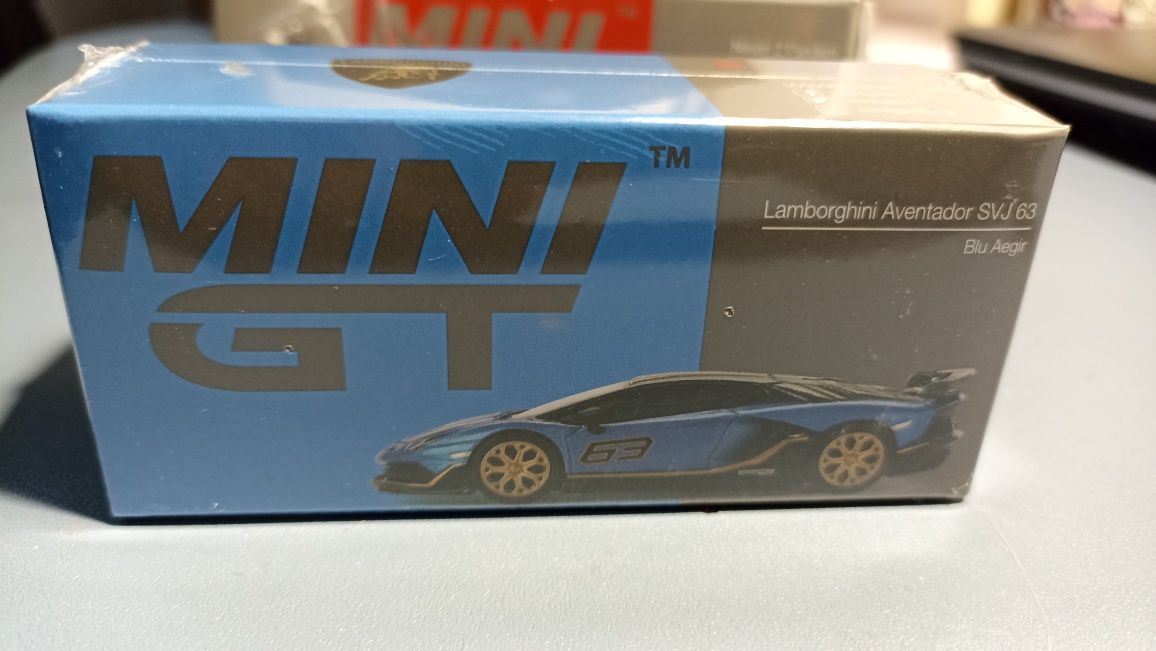 MINI
MINI
GT
TM
Lamborghini Aventador SVJ 63
Blu Aegir
63